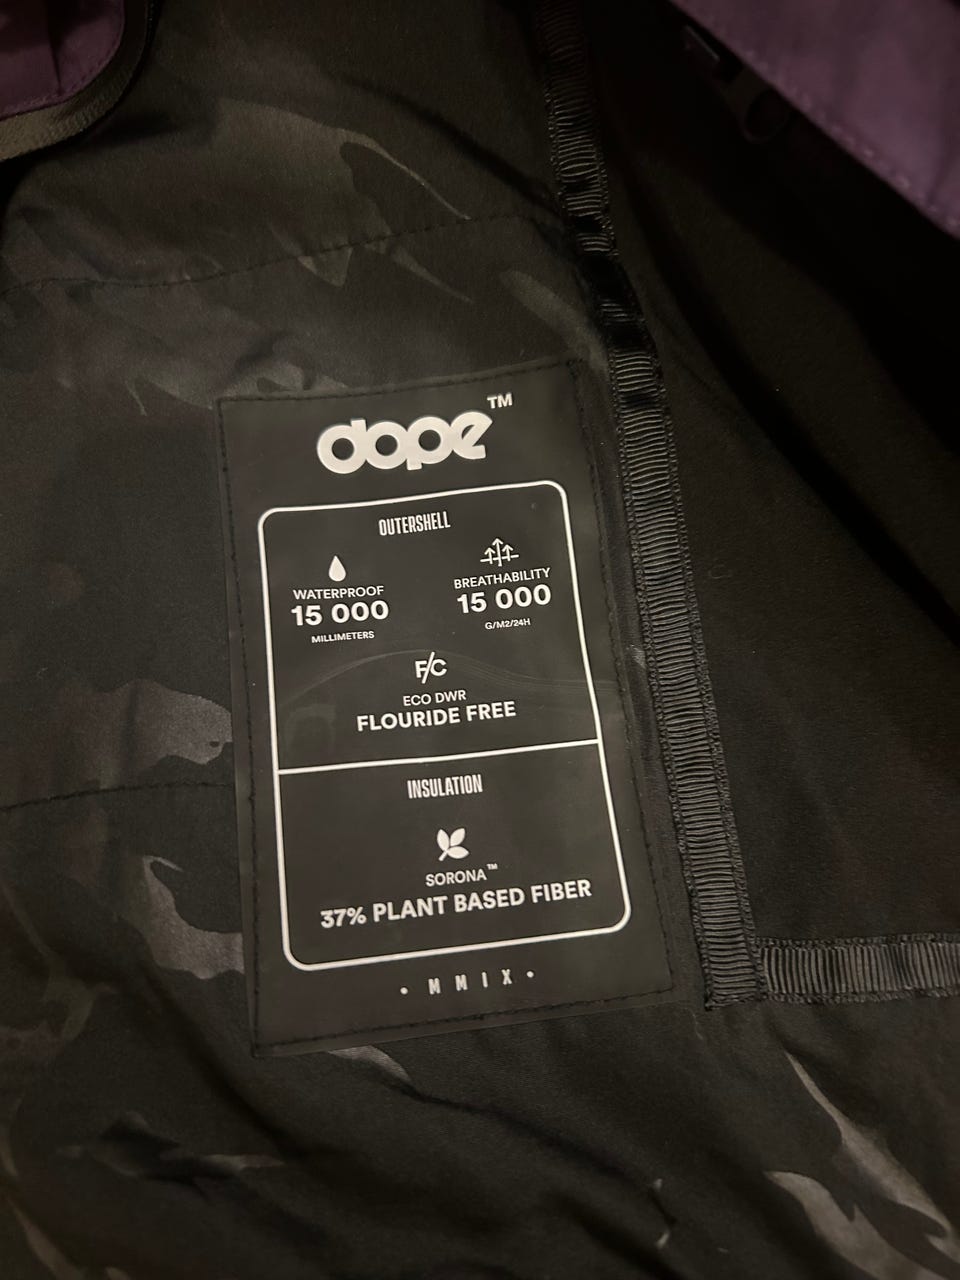 dope™
OUTERSHELL
WATERPROOF
15 000
MILLIMETERS
BREATHABILITY
15 000
G/M2/24H
F/C
ECO DWR
FLOURIDE FREE
INSULATION
SORONA™
37% PLANT BASED FIBER
• MMIX •